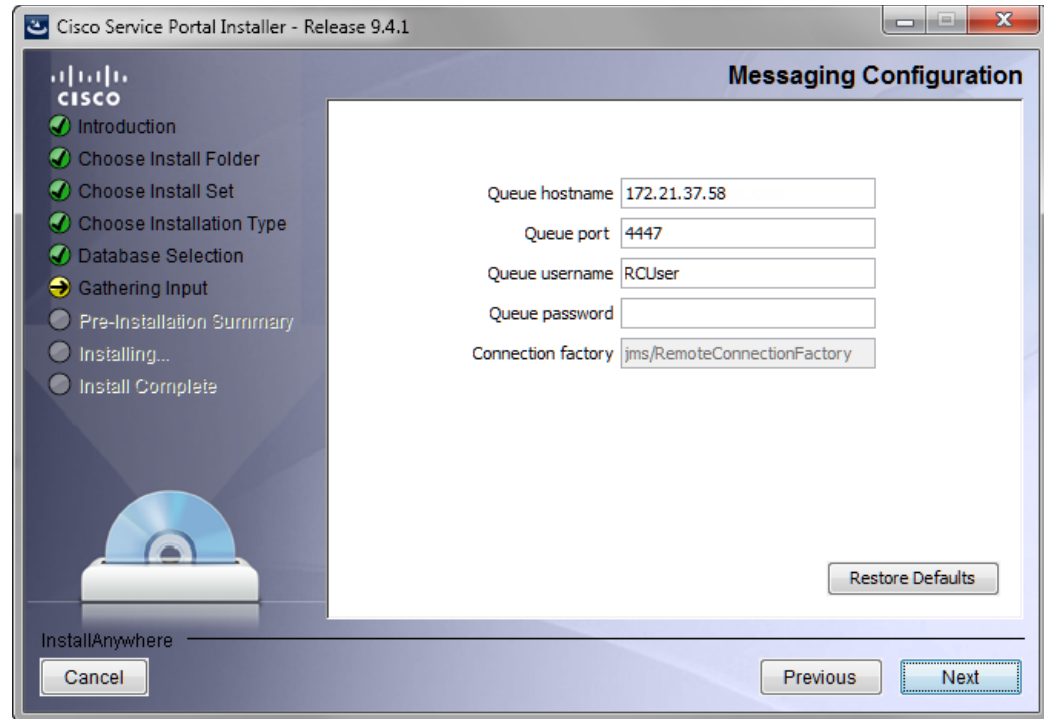 Cisco Service Portal Installer - Release 9.4.1
CISCO
Messaging Configuration
Introduction
Choose Install Folder
Choose Install Set
Choose Installation Type
Database Selection
Gathering Input
Pre-Installation Summary
Installing...
Install Complete
Queue hostname 172.21.37.58
Queue port 4447
Queue username RCUser
Queue password
Connection factory jms/RemoteConnectionFactory
Restore Defaults
InstallAnywhere
Cancel Previous Next